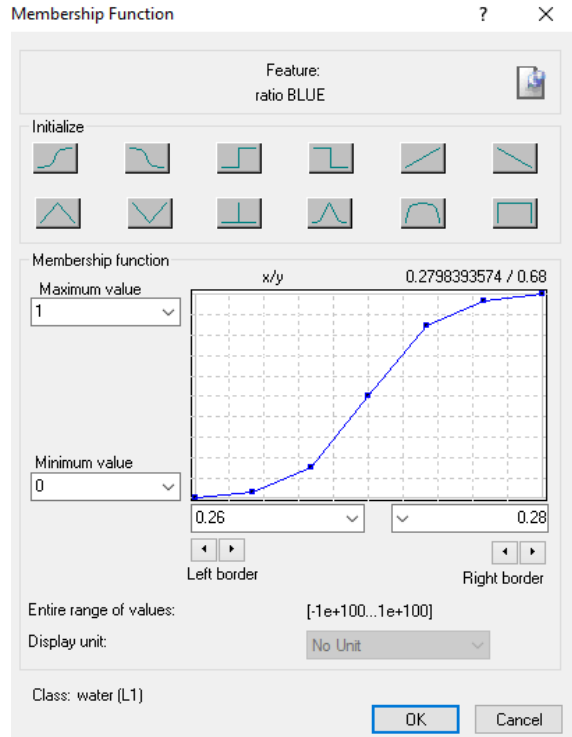 Membership Function ? ×
Feature:
ratio BLUE
Initialize
Membership function
x/y 0.2798393574 / 0.68
Maximum value
1
Minimum value
0
0.26 0.28
Left border Right border
Entire range of values: [-1e+100...1e+100]
Display unit: No Unit
Class: water (L1)
OK Cancel